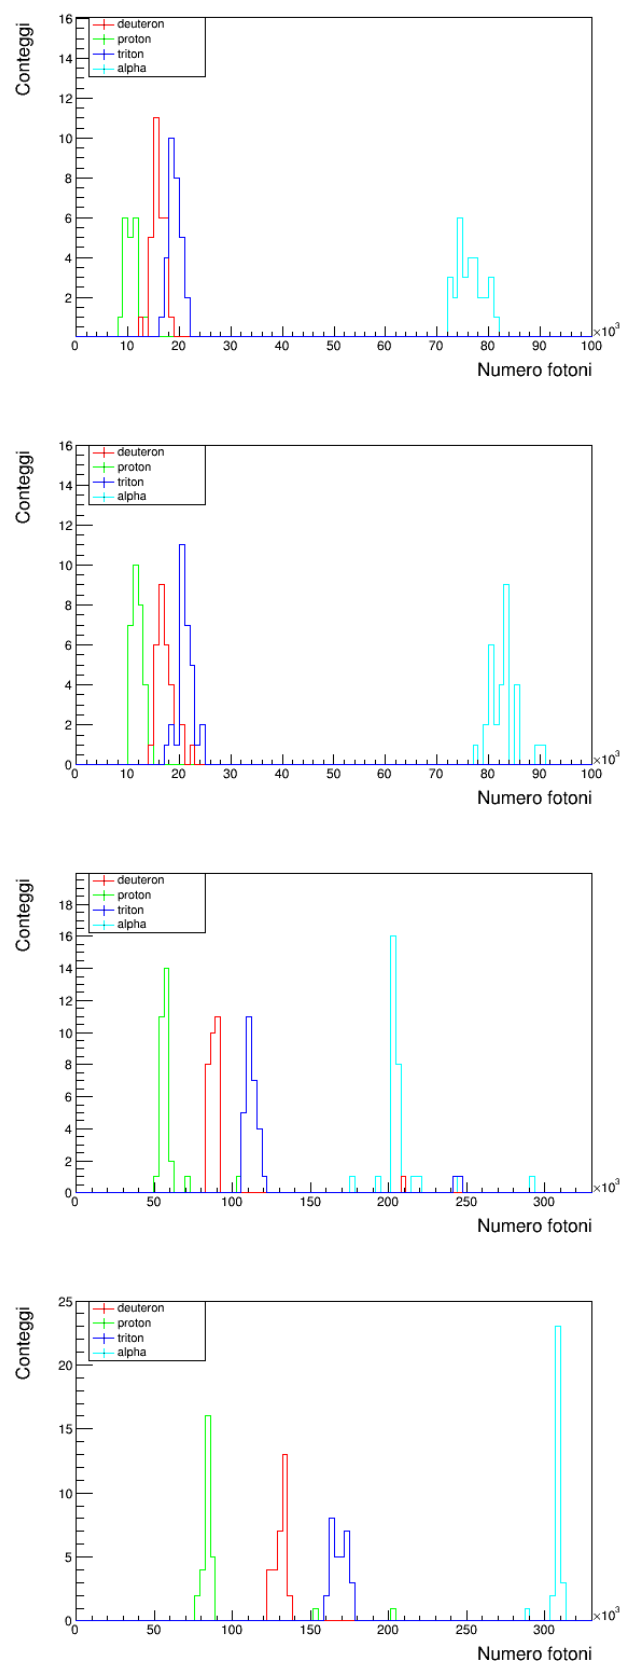 Conteggi
16
14
12
10
8
6
4
2
deuteron
proton
triton
alpha
0 10 20 30 40 50 60 70 80 90 100
×10³
Numero fotoni
Conteggi
16
14
12
10
8
6
4
2
0
deuteron
proton
triton
alpha
0 10 20 30 40 50 60 70 80 90 100
×10³
Numero fotoni
Conteggi
18
16
14
12
10
8
6
4
2
0
deuteron
proton
triton
alpha
0 50 100 150 200 250 300
×10³
Numero fotoni
Conteggi
25
20
15
10
5
0
deuteron
proton
triton
alpha
0 50 100 150 200 250 300
×10³
Numero fotoni